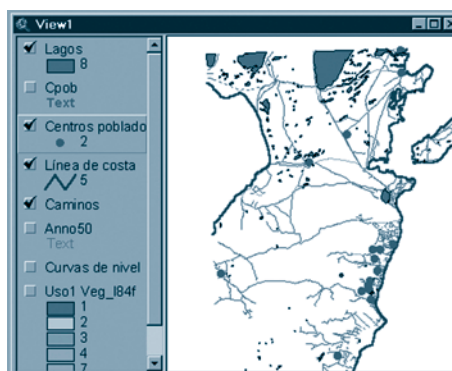 View1
Lagos
8
Cpob
Text
Centros poblado
2
Línea de costa
5
Caminos
Anno50
Text
Curvas de nivel
Uso1 Veg_I84f
1
2
3
4
7